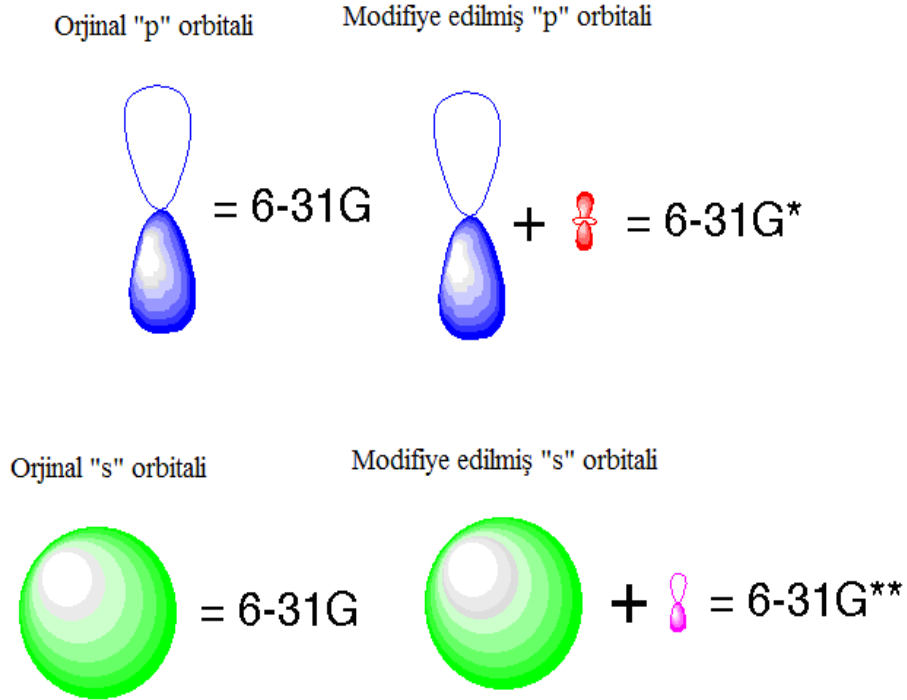 Orjinal "p" orbitali
Modifiye edilmiş "p" orbitali
= 6-31G
+ = 6-31G*
Orjinal "s" orbitali
Modifiye edilmiş "s" orbitali
= 6-31G
+ = 6-31G**